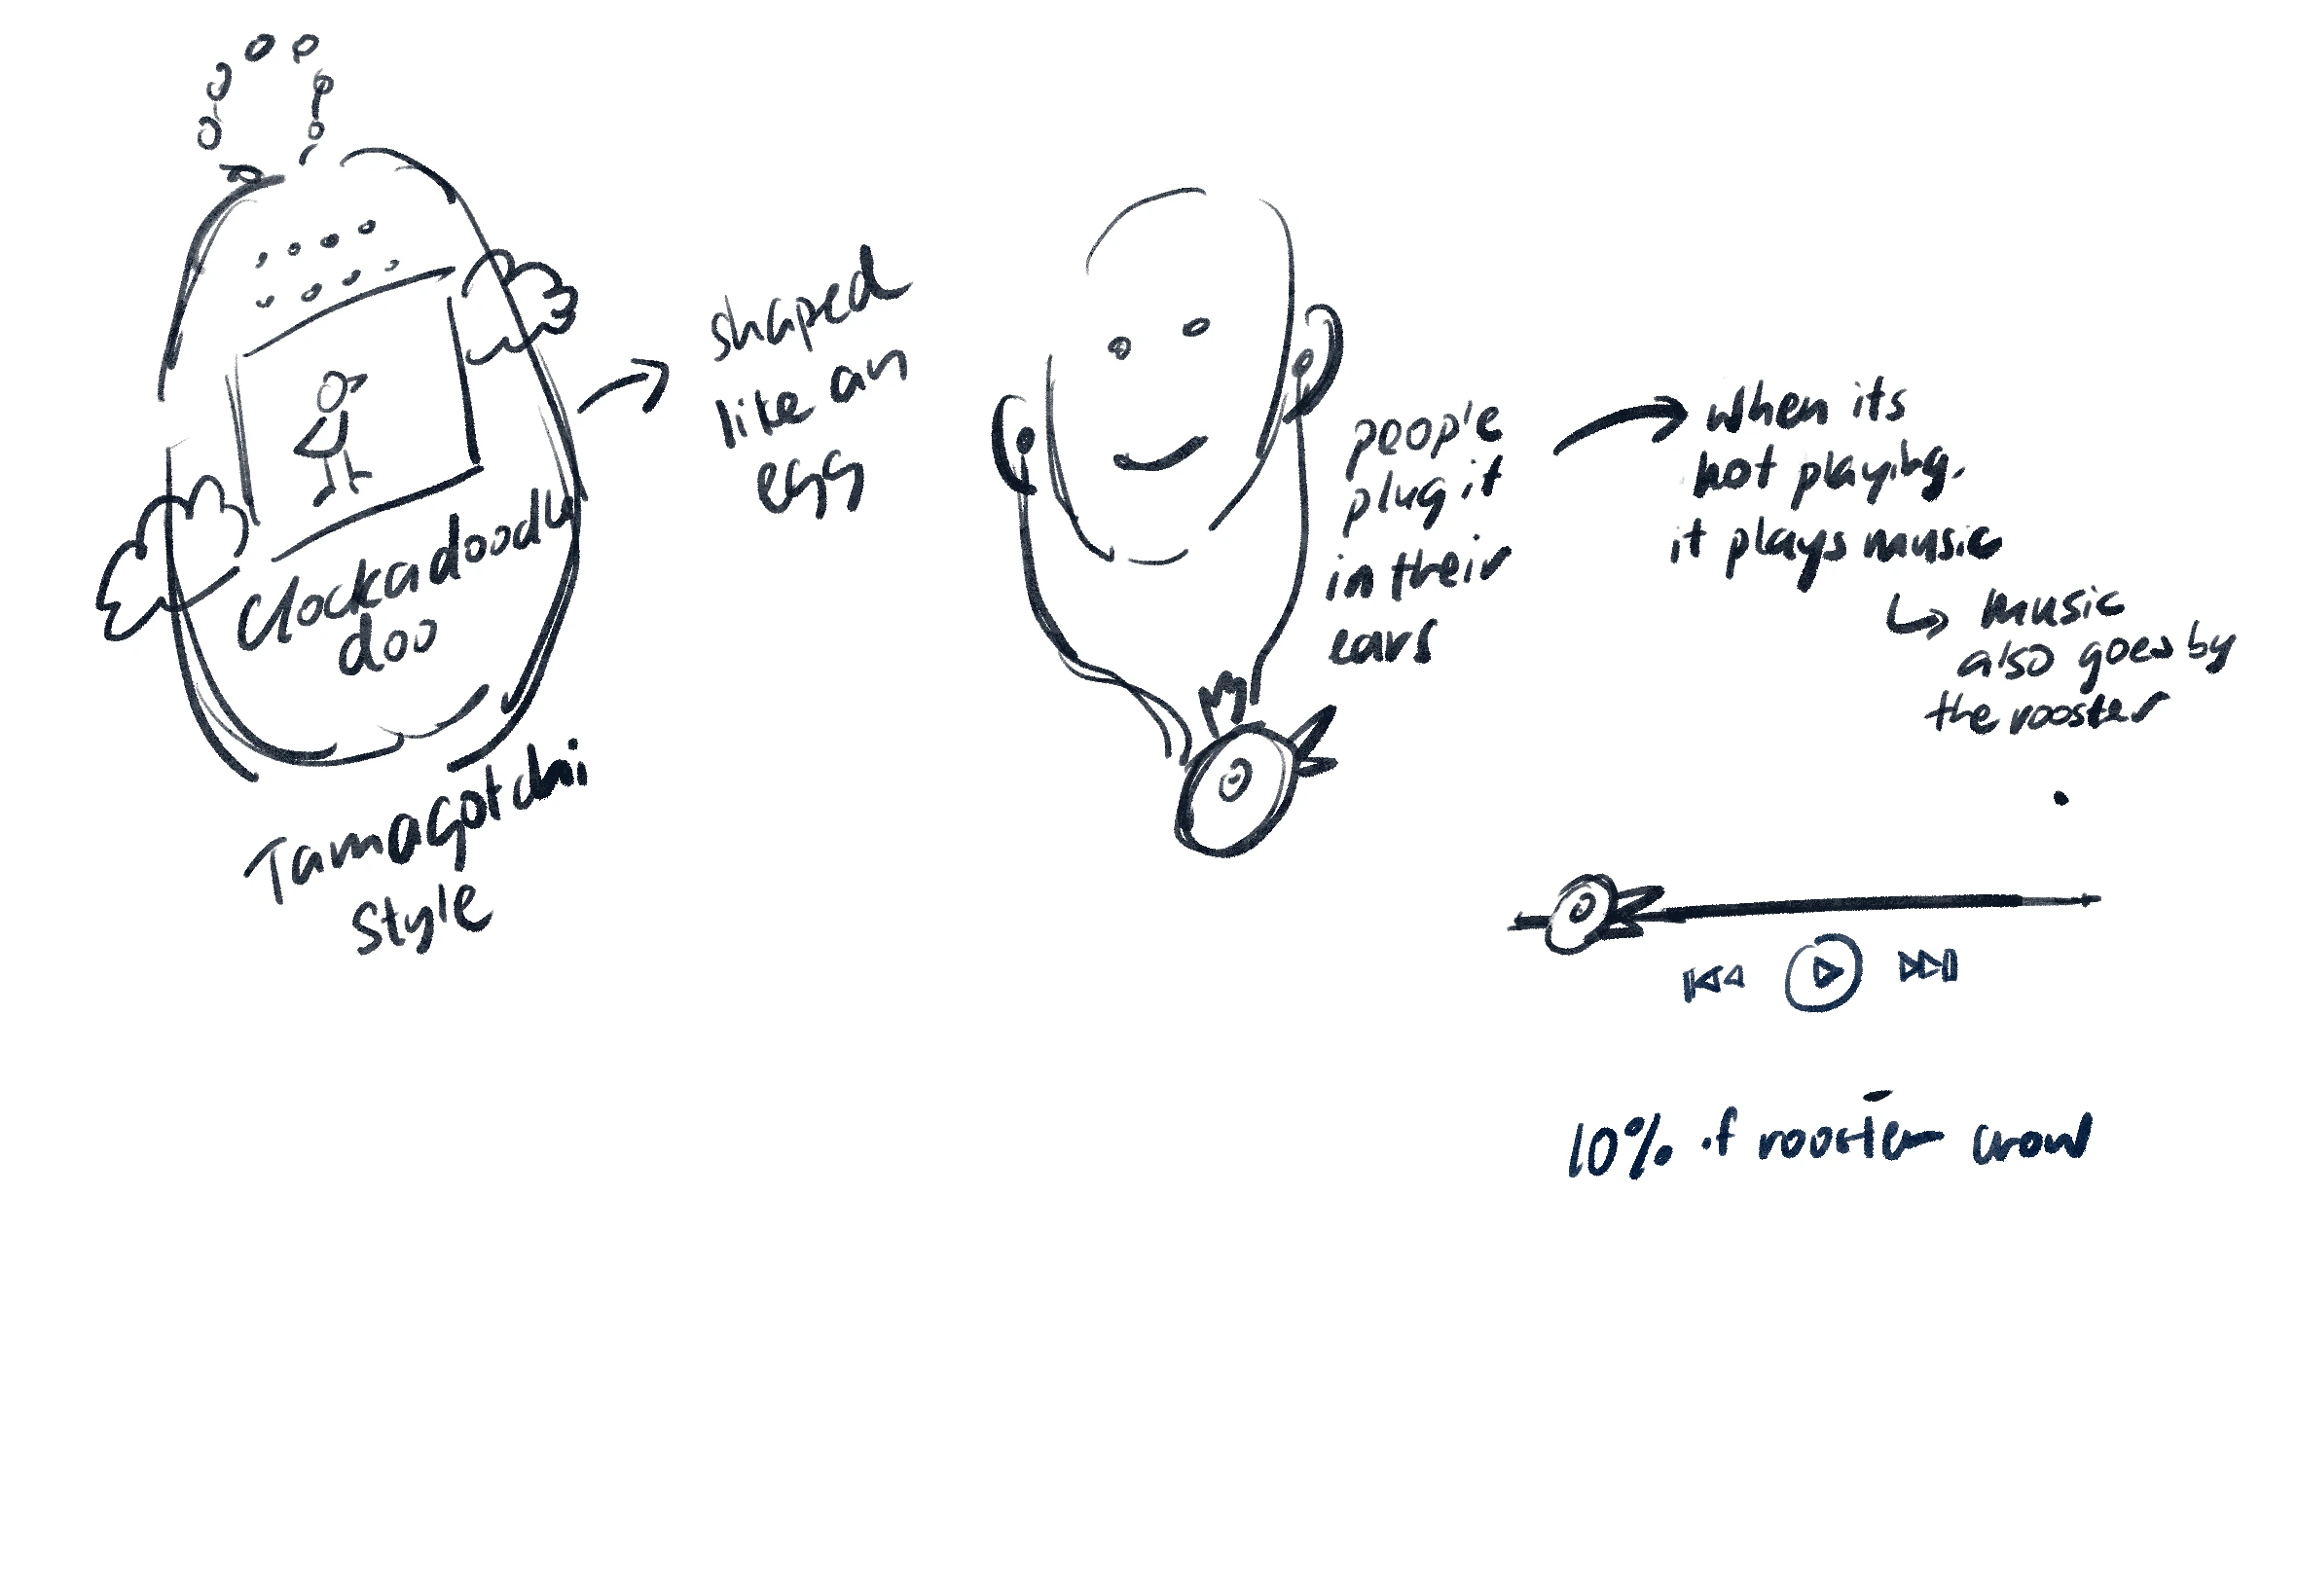 Clockadoodle
doo
Tamagotchi
style
shaped
like an
egg
people
plug it
in their
ears
when its
not playing.
it plays music
music
also goes by
the rooster
10% if rooster crow